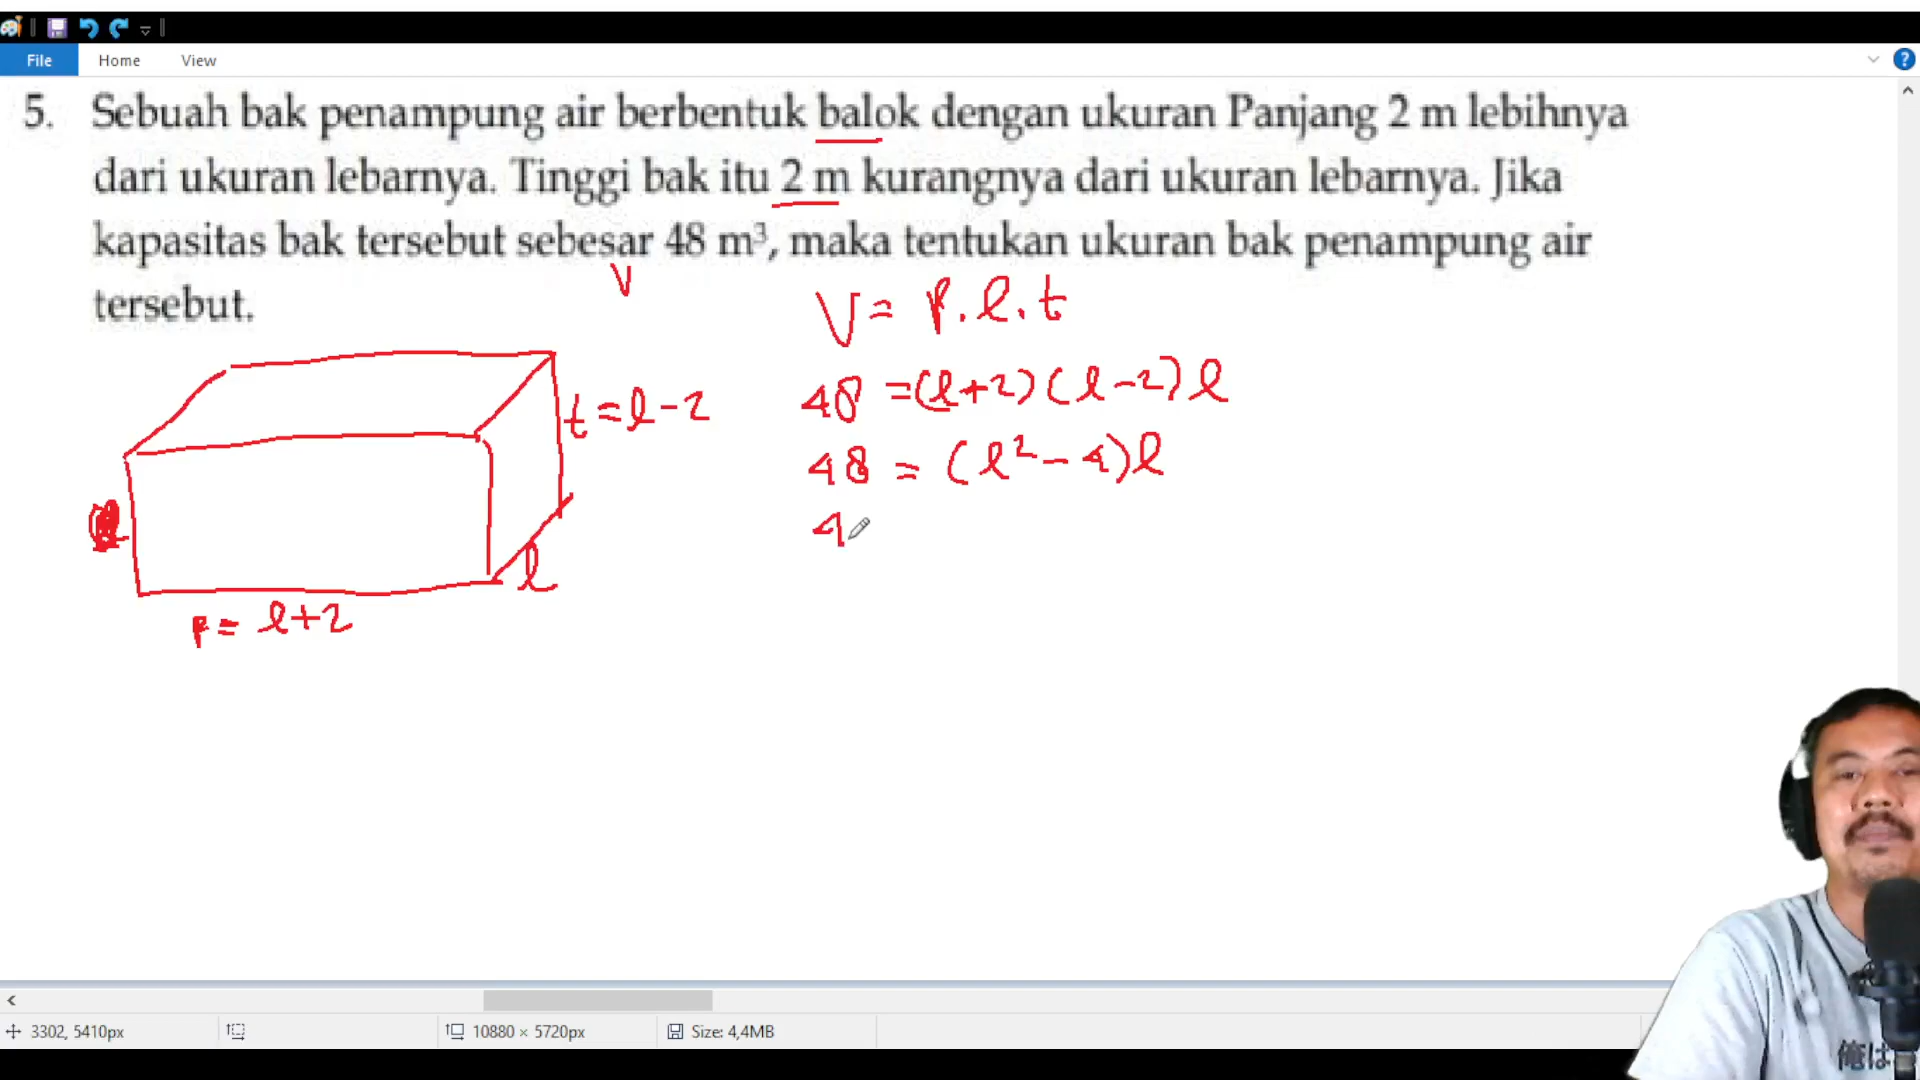 File Home View
5. Sebuah bak penampung air berbentuk balok dengan ukuran Panjang 2 m lebihnya
dari ukuran lebarnya. Tinggi bak itu 2 m kurangnya dari ukuran lebarnya. Jika
kapasitas bak tersebut sebesar 48 m³, maka tentukan ukuran bak penampung air
tersebut.
V
V = p . l . t
48 = (l+2)(l-2)l
t = l-2
48 = (l² - 4)l
4
l
p = l+2
俺は
3302, 5410px 10880 × 5720px Size: 4,4MB